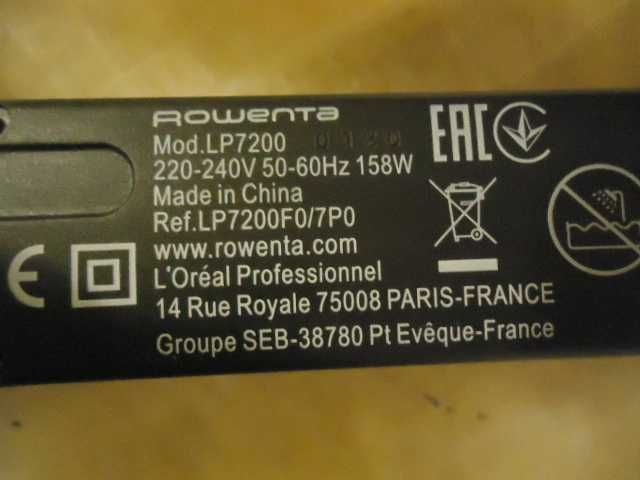 Rowenta
Mod.LP7200 0130
220-240V 50-60Hz 158W
Made in China
Ref.LP7200F0/7P0
www.rowenta.com
L'Oréal Professionnel
14 Rue Royale 75008 PARIS-FRANCE
Groupe SEB-38780 Pt Evêque-France
EAC
CE